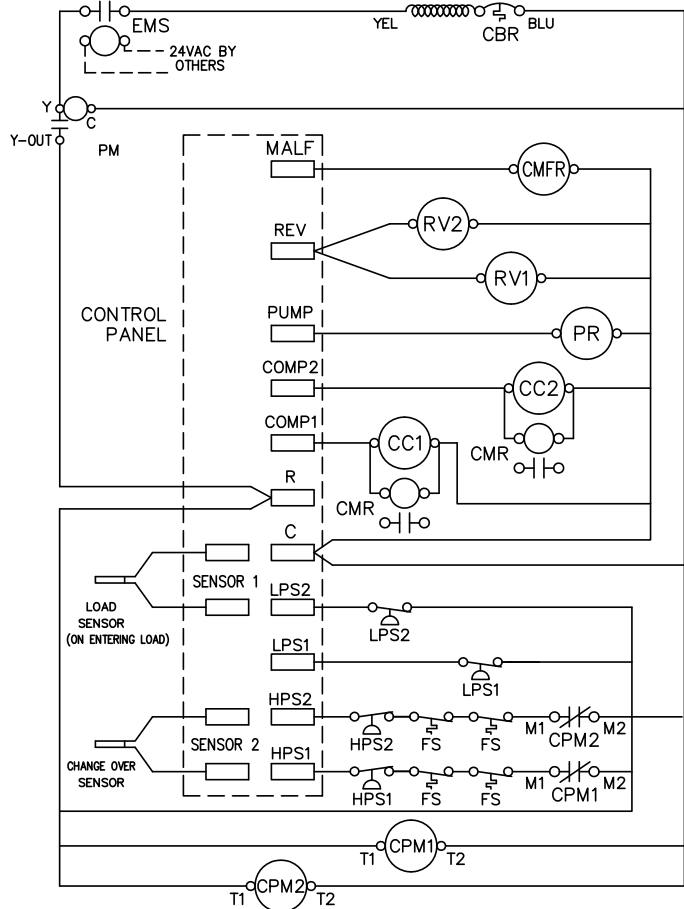 EMS
YEL
CBR
BLU
24VAC BY
OTHERS
Y
C
Y-OUT
PM
MALF
CMFR
REV
RV2
RV1
CONTROL
PANEL
PUMP
PR
COMP2
CC2
CMR
COMP1
CC1
CMR
R
C
SENSOR 1
LOAD
SENSOR
(ON ENTERING LOAD)
LPS2
LPS2
LPS1
LPS1
HPS2
HPS2
FS
FS
M1
CPM2
M2
SENSOR 2
CHANGE OVER
SENSOR
HPS1
HPS1
FS
FS
M1
CPM1
M2
T1
CPM1
T2
T1
CPM2
T2